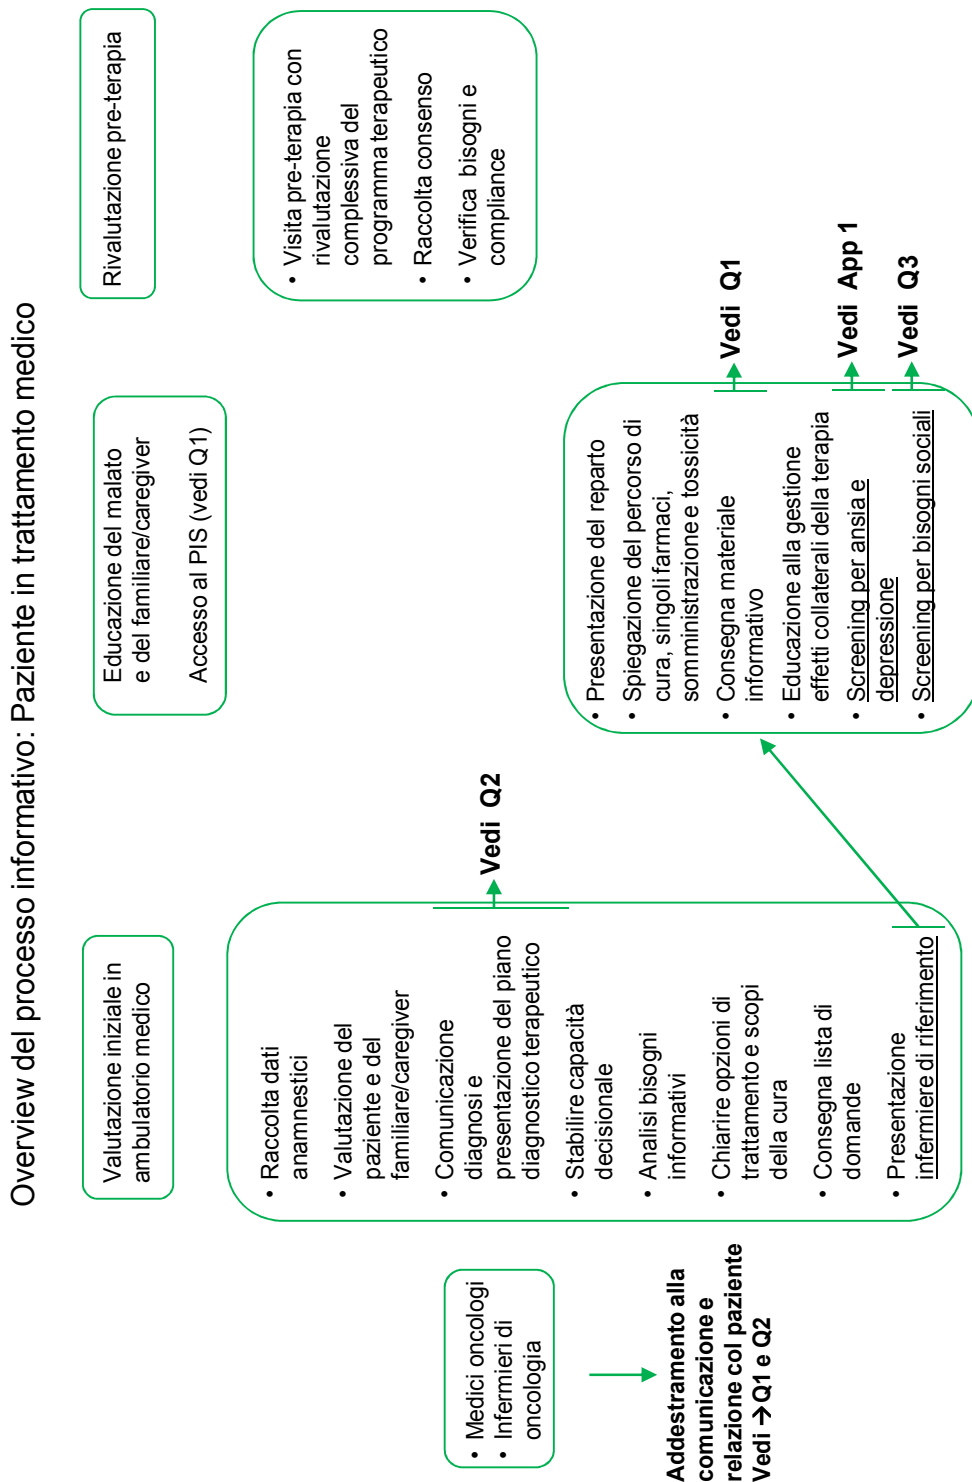 Overview del processo informativo: Paziente in trattamento medico
Valutazione iniziale in
ambulatorio medico
Educazione del malato
e del familiare/caregiver
Accesso al PIS (vedi Q1)
Rivalutazione pre-terapia
• Medici oncologi
• Infermieri di
oncologia
Addestramento alla
comunicazione e
relazione col paziente
Vedi →Q1 e Q2
• Raccolta dati
anamnestici
• Valutazione del
paziente e del
familiare/caregiver
• Comunicazione
diagnosi e
presentazione del piano
diagnostico terapeutico
• Stabilire capacità
decisionale
• Analisi bisogni
informativi
• Chiarire opzioni di
trattamento e scopi
della cura
• Consegna lista di
domande
• Presentazione
infermiere di riferimento
Vedi Q2
• Presentazione del reparto
• Spiegazione del percorso di
cura, singoli farmaci,
somministrazione e tossicità
• Consegna materiale
informativo
• Educazione alla gestione
effetti collaterali della terapia
• Screening per ansia e
depressione
• Screening per bisogni sociali
Vedi Q1
Vedi App 1
Vedi Q3
• Visita pre-terapia con
rivalutazione
complessiva del
programma terapeutico
• Raccolta consenso
• Verifica bisogni e
compliance